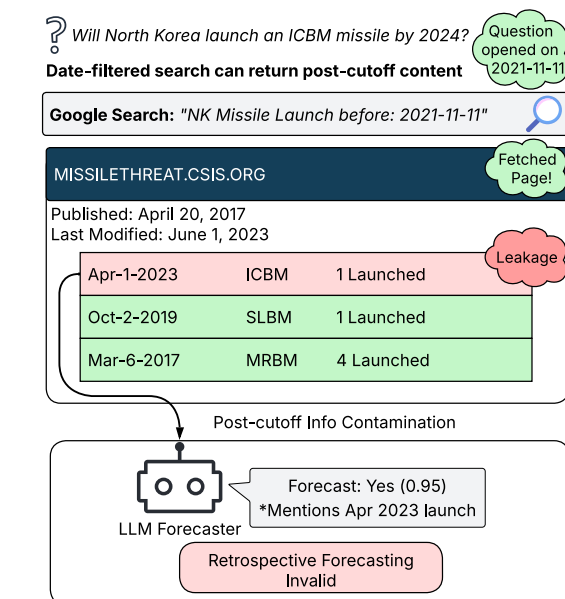 Will North Korea launch an ICBM missile by 2024?
Question
opened on
2021-11-11
Date-filtered search can return post-cutoff content
Google Search: "NK Missile Launch before: 2021-11-11"
MISSILETHREAT.CSIS.ORG
Fetched
Page!
Published: April 20, 2017
Last Modified: June 1, 2023
Leakage
Apr-1-2023 ICBM 1 Launched
Oct-2-2019 SLBM 1 Launched
Mar-6-2017 MRBM 4 Launched
Post-cutoff Info Contamination
Forecast: Yes (0.95)
*Mentions Apr 2023 launch
LLM Forecaster
Retrospective Forecasting
Invalid